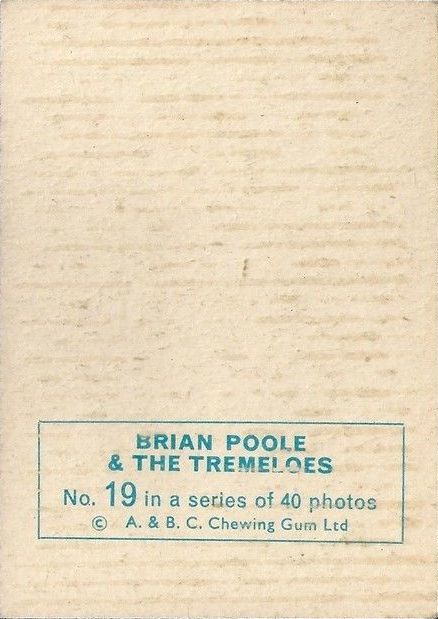 BRIAN POOLE
& THE TREMELOES
No. 19 in a series of 40 photos
© A. & B. C. Chewing Gum Ltd